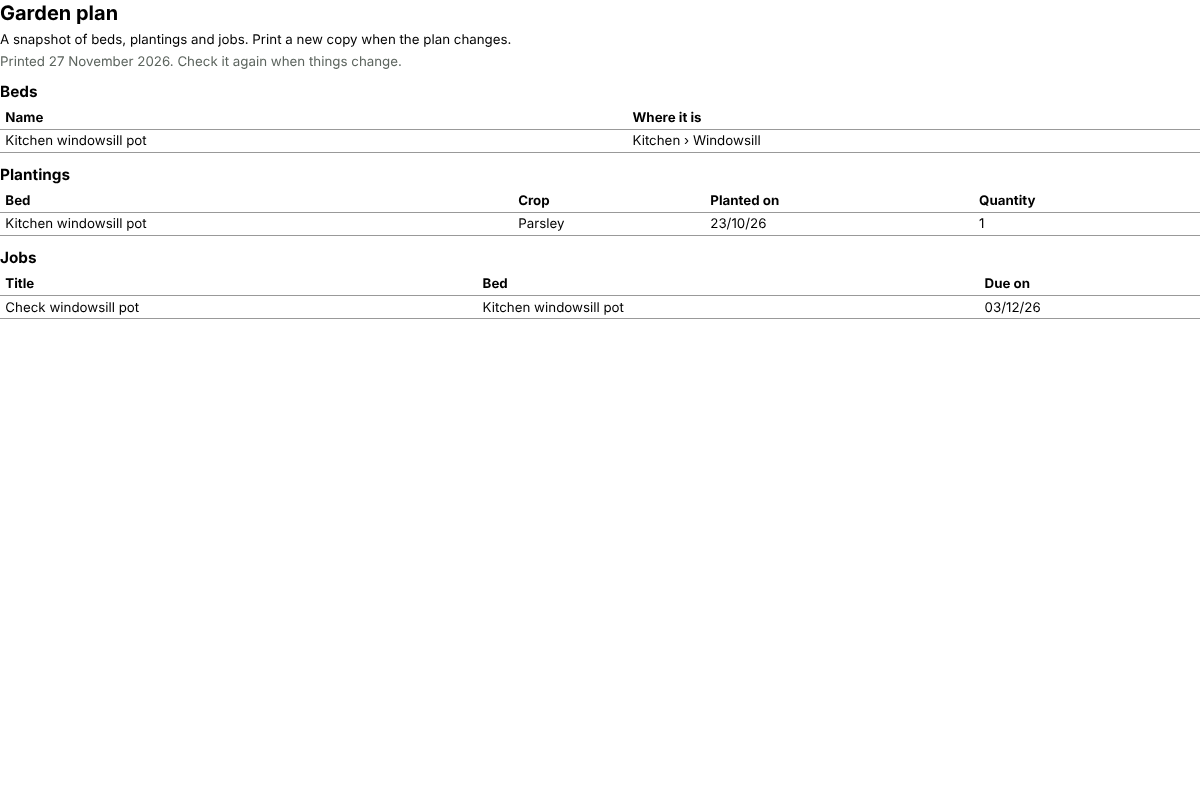 Garden plan
A snapshot of beds, plantings and jobs. Print a new copy when the plan changes.
Printed 27 November 2026. Check it again when things change.
Beds
Name Where it is
Kitchen windowsill pot Kitchen › Windowsill
Plantings
Bed Crop Planted on Quantity
Kitchen windowsill pot Parsley 23/10/26 1
Jobs
Title Bed Due on
Check windowsill pot Kitchen windowsill pot 03/12/26